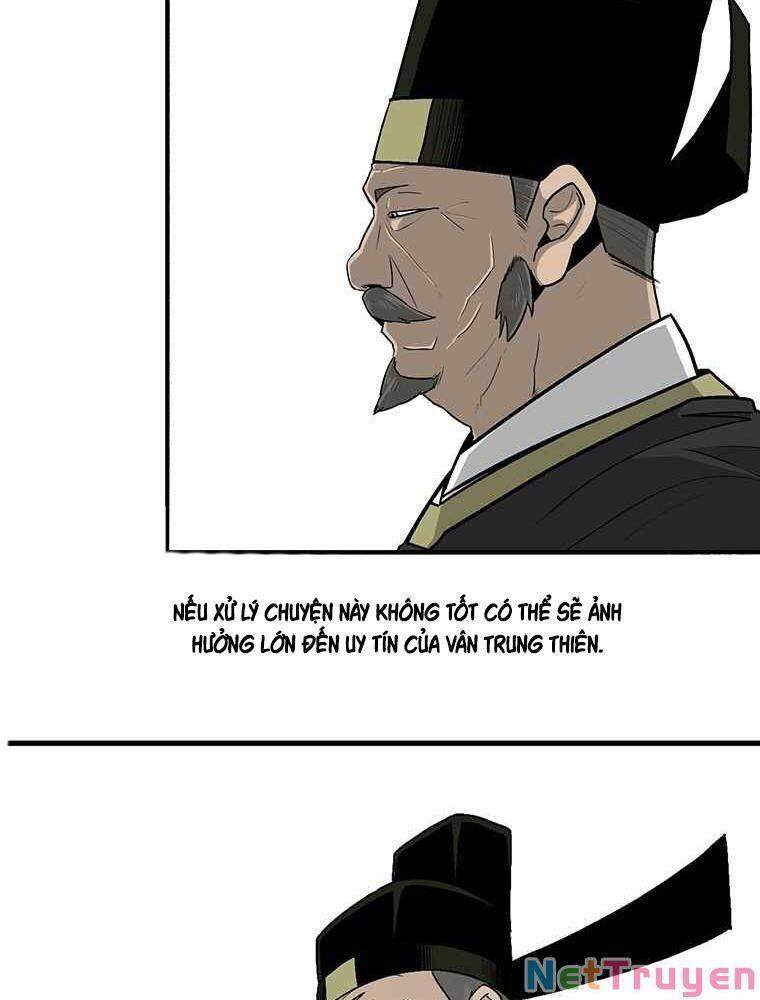 NẾU XỬ LÝ CHUYỆN NÀY KHÔNG TỐT CÓ THỂ SẼ ẢNH
HƯỞNG LỚN ĐẾN UY TÍN CỦA VÂN TRUNG THIÊN.
NetTruyen